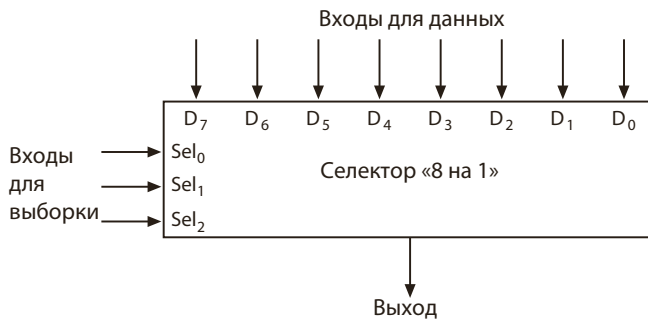 Входы для данных
D₇ D₆ D₅ D₄ D₃ D₂ D₁ D₀
Входы
для
выборки
Sel₀
Sel₁
Sel₂
Селектор «8 на 1»
Выход